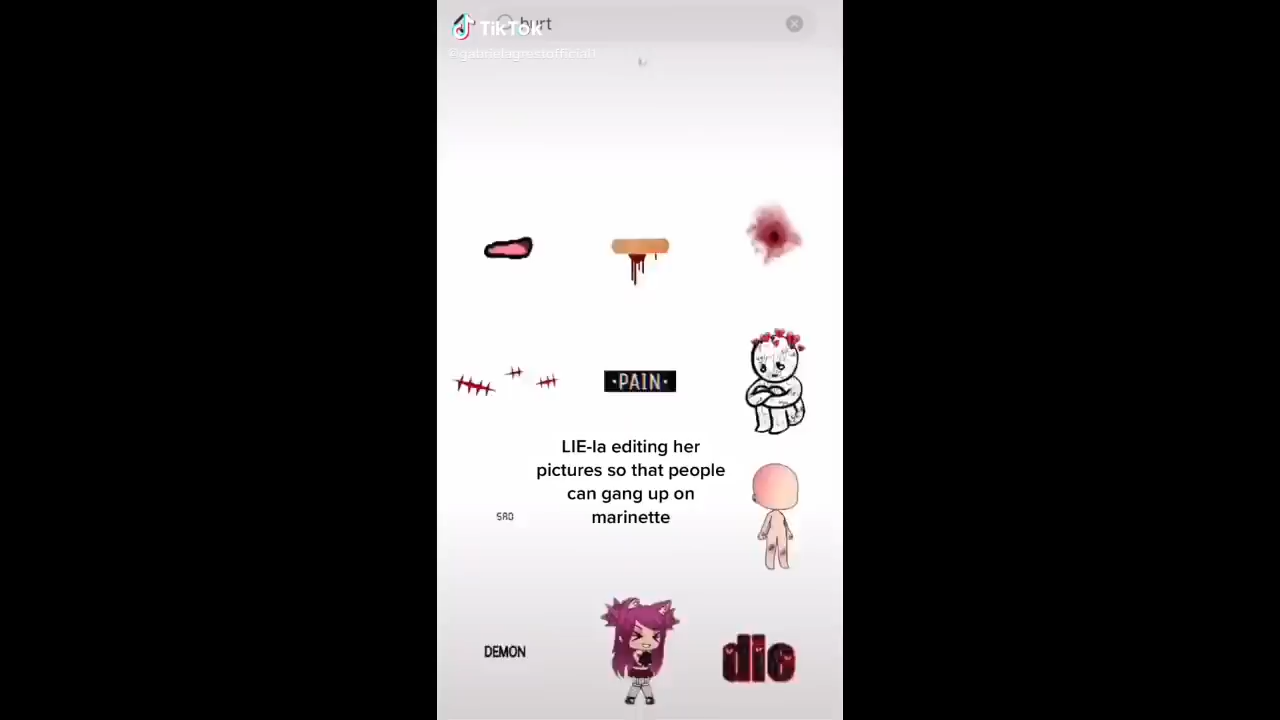 hurt
TikTok
@gabrielagrestofficial1
·PAIN·
LIE-la editing her
pictures so that people
can gang up on
marinette
SAD
DEMON
die